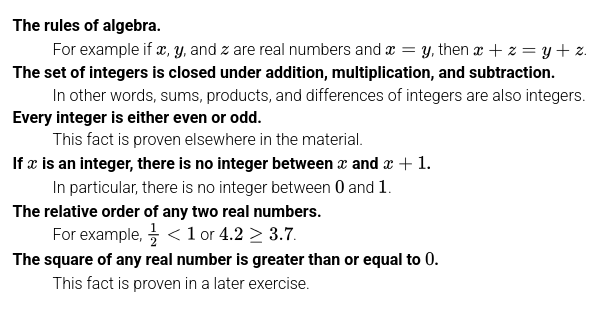 The rules of algebra.
For example if x, y, and z are real numbers and x = y, then x + z = y + z.
The set of integers is closed under addition, multiplication, and subtraction.
In other words, sums, products, and differences of integers are also integers.
Every integer is either even or odd.
This fact is proven elsewhere in the material.
If x is an integer, there is no integer between x and x + 1.
In particular, there is no integer between 0 and 1.
The relative order of any two real numbers.
For example, 1/2 < 1 or 4.2 ≥ 3.7.
The square of any real number is greater than or equal to 0.
This fact is proven in a later exercise.